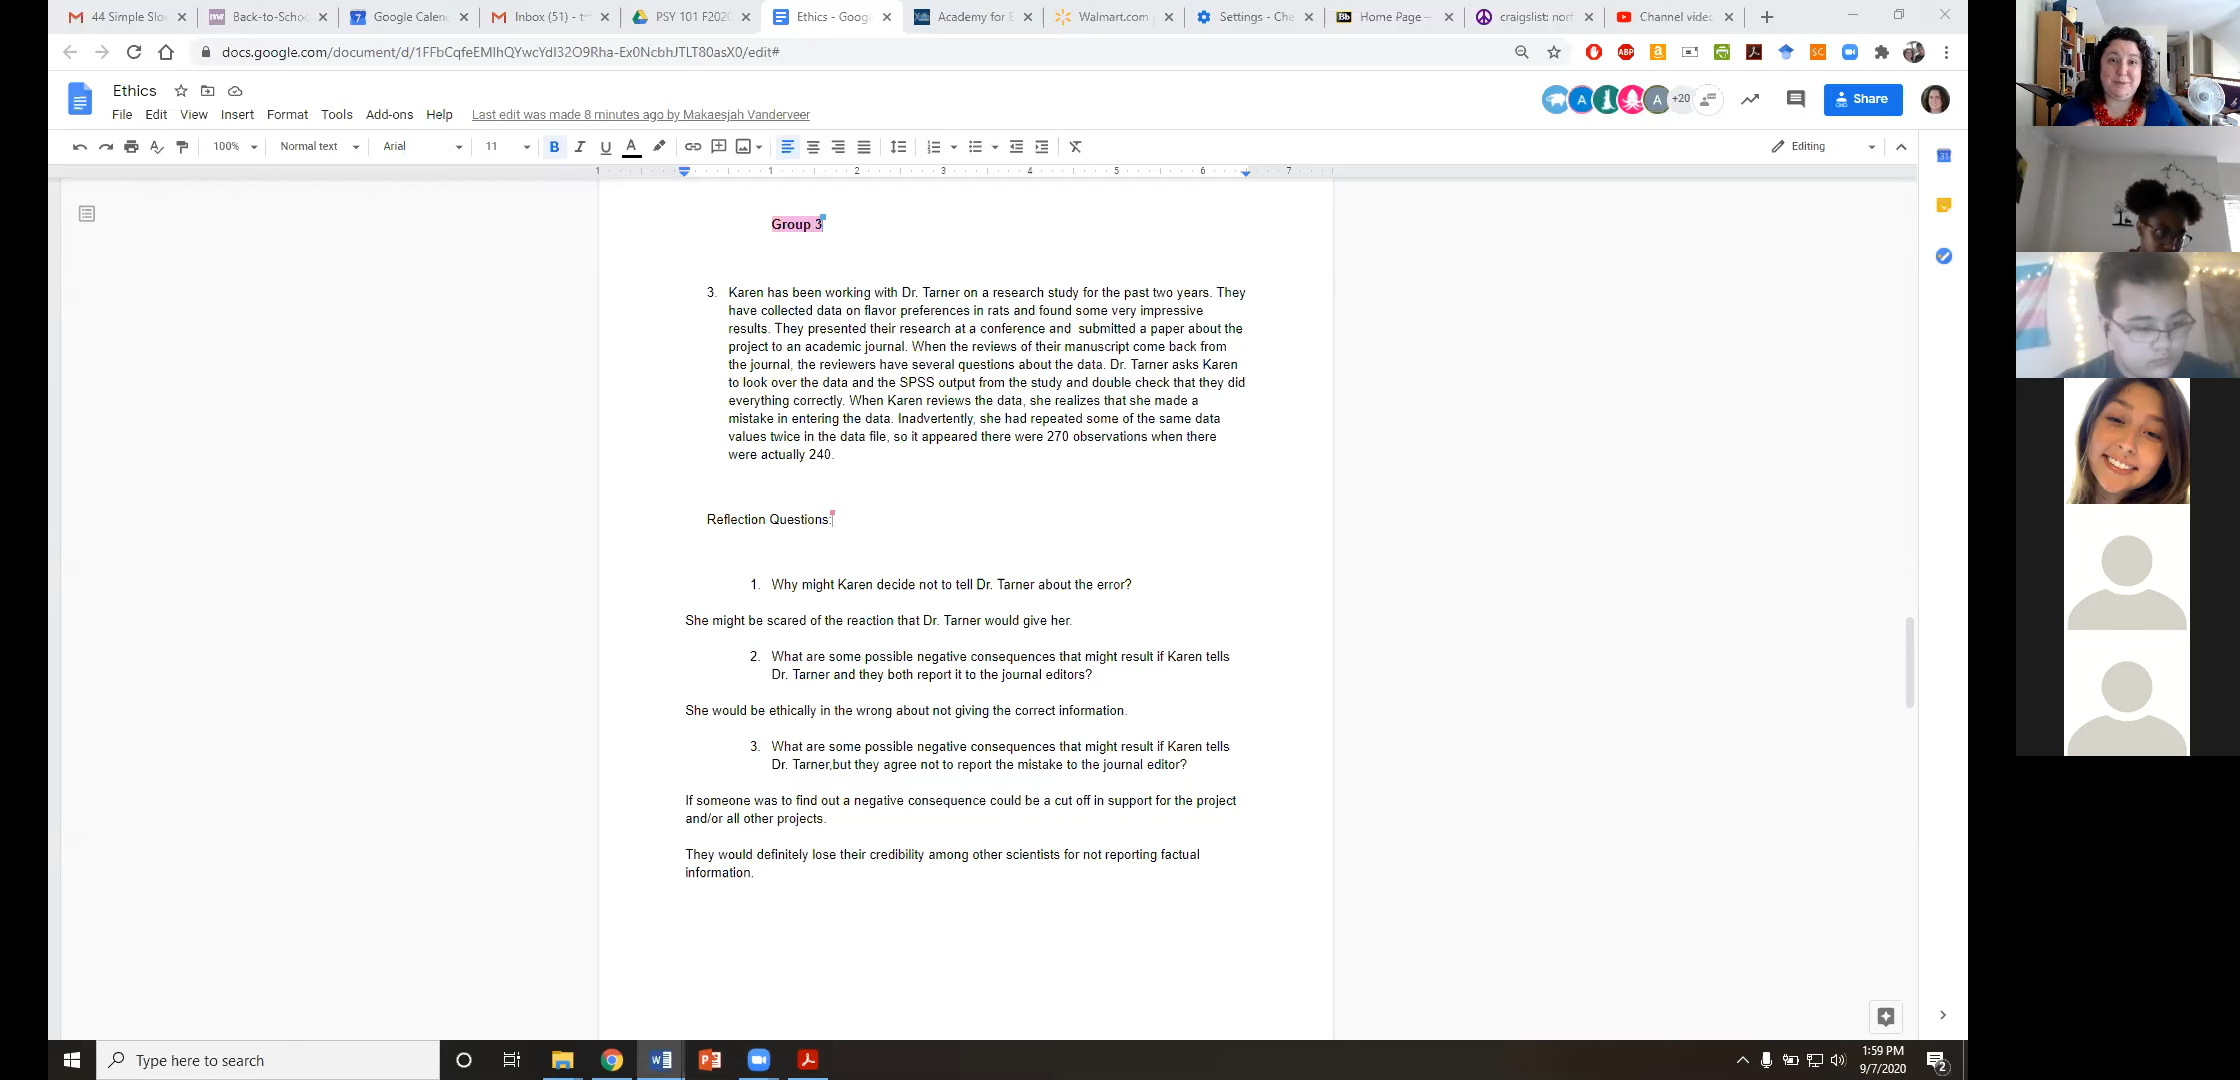 44 Simple Slo
Back-to-Schoo
Google Calen
Inbox (51) - t
PSY 101 F202
Ethics - Googl
Academy for E
Walmart.com
Settings - Che
Home Page –
craigslist: norf
Channel video
docs.google.com/document/d/1FFbCqfeEMIhQYwcYdI32O9Rha-Ex0NcbhJTLT80asX0/edit#
Ethics
+20
Share
File Edit View Insert Format Tools Add-ons Help Last edit was made 8 minutes ago by Makaesjah Vanderveer
100% Normal text Arial 11 B I U A Editing
1 1 2 3 4 5 6 7
Group 3
3. Karen has been working with Dr. Tarner on a research study for the past two years. They
have collected data on flavor preferences in rats and found some very impressive
results. They presented their research at a conference and submitted a paper about the
project to an academic journal. When the reviews of their manuscript come back from
the journal, the reviewers have several questions about the data. Dr. Tarner asks Karen
to look over the data and the SPSS output from the study and double check that they did
everything correctly. When Karen reviews the data, she realizes that she made a
mistake in entering the data. Inadvertently, she had repeated some of the same data
values twice in the data file, so it appeared there were 270 observations when there
were actually 240.
Reflection Questions:
1. Why might Karen decide not to tell Dr. Tarner about the error?
She might be scared of the reaction that Dr. Tarner would give her.
2. What are some possible negative consequences that might result if Karen tells
Dr. Tarner and they both report it to the journal editors?
She would be ethically in the wrong about not giving the correct information.
3. What are some possible negative consequences that might result if Karen tells
Dr. Tarner,but they agree not to report the mistake to the journal editor?
If someone was to find out a negative consequence could be a cut off in support for the project
and/or all other projects.
They would definitely lose their credibility among other scientists for not reporting factual
information.
Type here to search
1:59 PM
9/7/2020
2